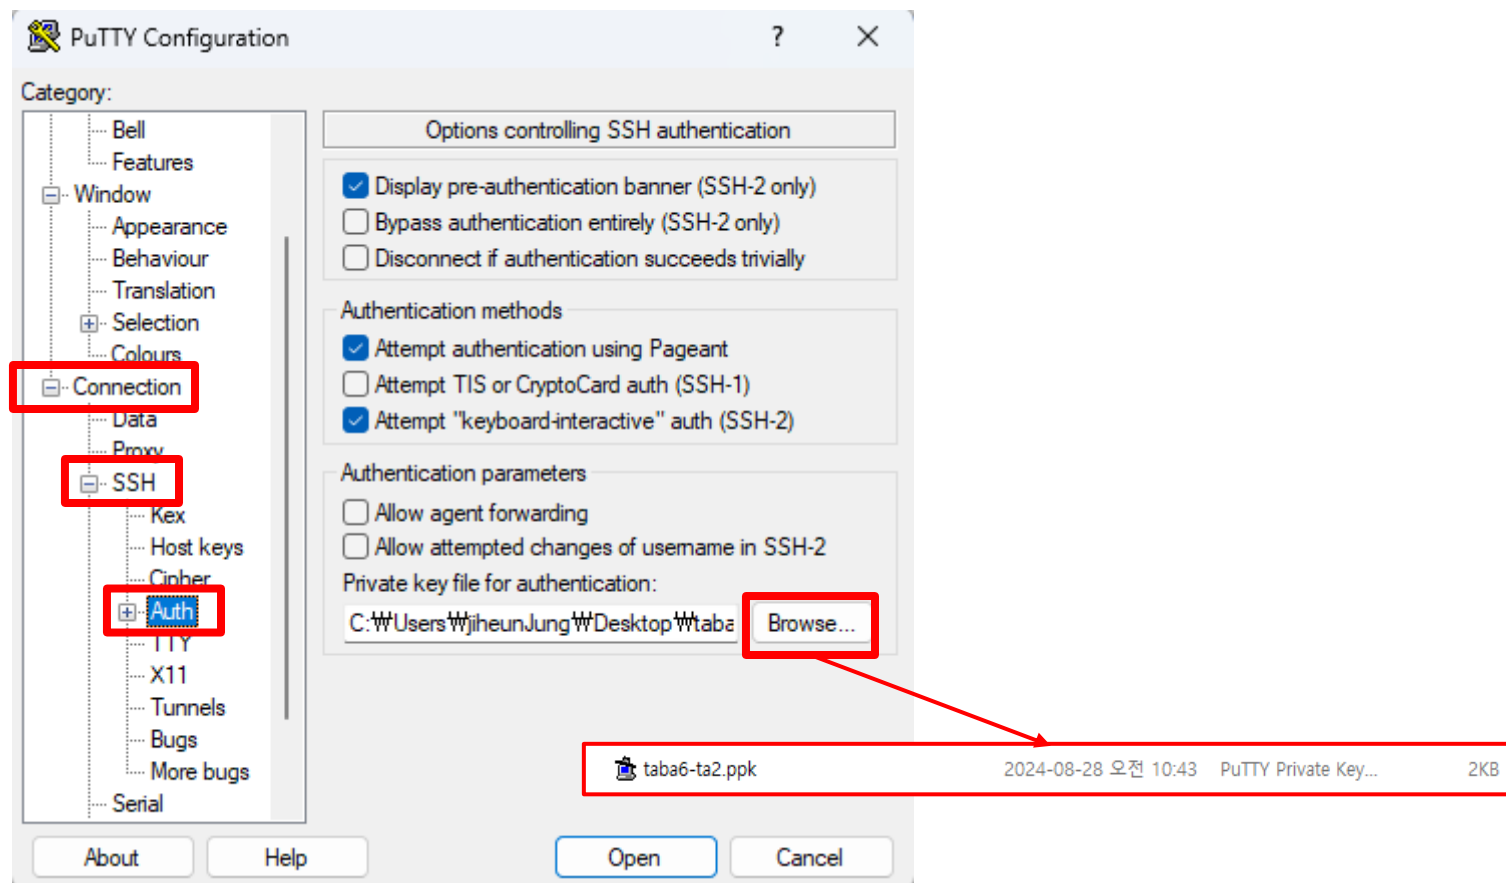 PuTTY Configuration
?
Category:
Bell
Features
Window
Appearance
Behaviour
Translation
Selection
Colours
Connection
Data
Proxy
SSH
Kex
Host keys
Cipher
Auth
TTY
X11
Tunnels
Bugs
More bugs
Serial
Options controlling SSH authentication
Display pre-authentication banner (SSH-2 only)
Bypass authentication entirely (SSH-2 only)
Disconnect if authentication succeeds trivially
Authentication methods
Attempt authentication using Pageant
Attempt TIS or CryptoCard auth (SSH-1)
Attempt "keyboard-interactive" auth (SSH-2)
Authentication parameters
Allow agent forwarding
Allow attempted changes of username in SSH-2
Private key file for authentication:
C:₩Users₩jiheunJung₩Desktop₩taba Browse...
taba6-ta2.ppk 2024-08-28 오전 10:43 PuTTY Private Key... 2KB
About Help Open Cancel